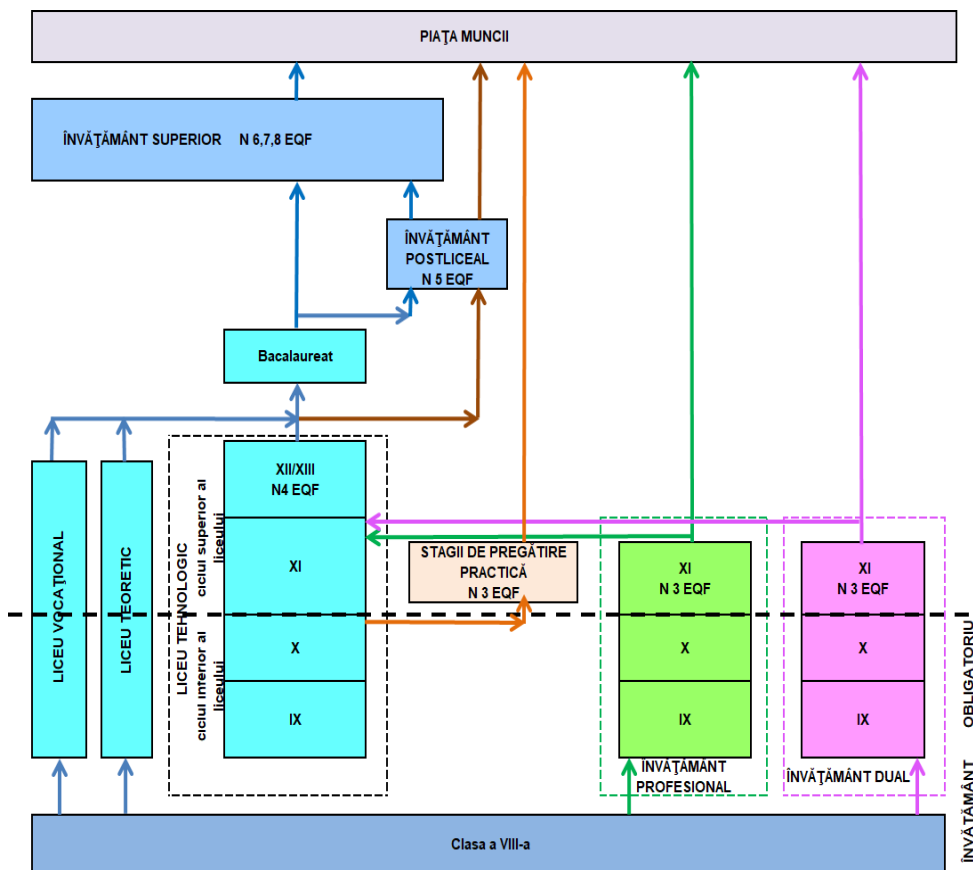 PIAŢA MUNCII
ÎNVĂŢĂMÂNT SUPERIOR N 6,7,8 EQF
ÎNVĂŢĂMÂNT
POSTLICEAL
N 5 EQF
Bacalaureat
LICEU VOCAȚIONAL
LICEU TEORETIC
LICEU TEHNOLOGIC
ciclul superior al
liceului
ciclul interior al
liceului
XII/XIII
N4 EQF
XI
X
IX
STAGII DE PREGĂTIRE
PRACTICĂ
N 3 EQF
XI
N 3 EQF
X
IX
ÎNVĂŢĂMÂNT
PROFESIONAL
XI
N 3 EQF
X
IX
ÎNVĂŢĂMÂNT DUAL
ÎNVĂŢĂMÂNT OBLIGATORIU
Clasa a VIII-a